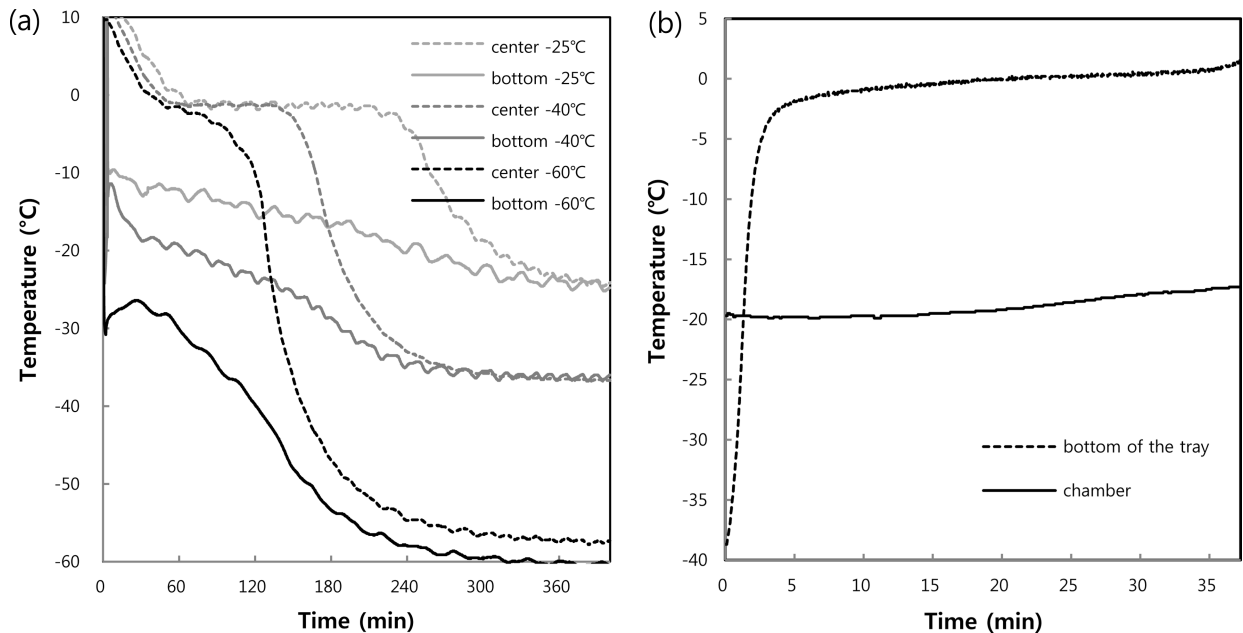 (a)
10
0
-10
-20
-30
-40
-50
-60
Temperature (°C)
center -25℃
bottom -25℃
center -40℃
bottom -40℃
center -60℃
bottom -60℃
0 60 120 180 240 300 360
Time (min)
(b)
5
0
-5
-10
-15
-20
-25
-30
-35
-40
Temperature (℃)
bottom of the tray
chamber
0 5 10 15 20 25 30 35
Time (min)